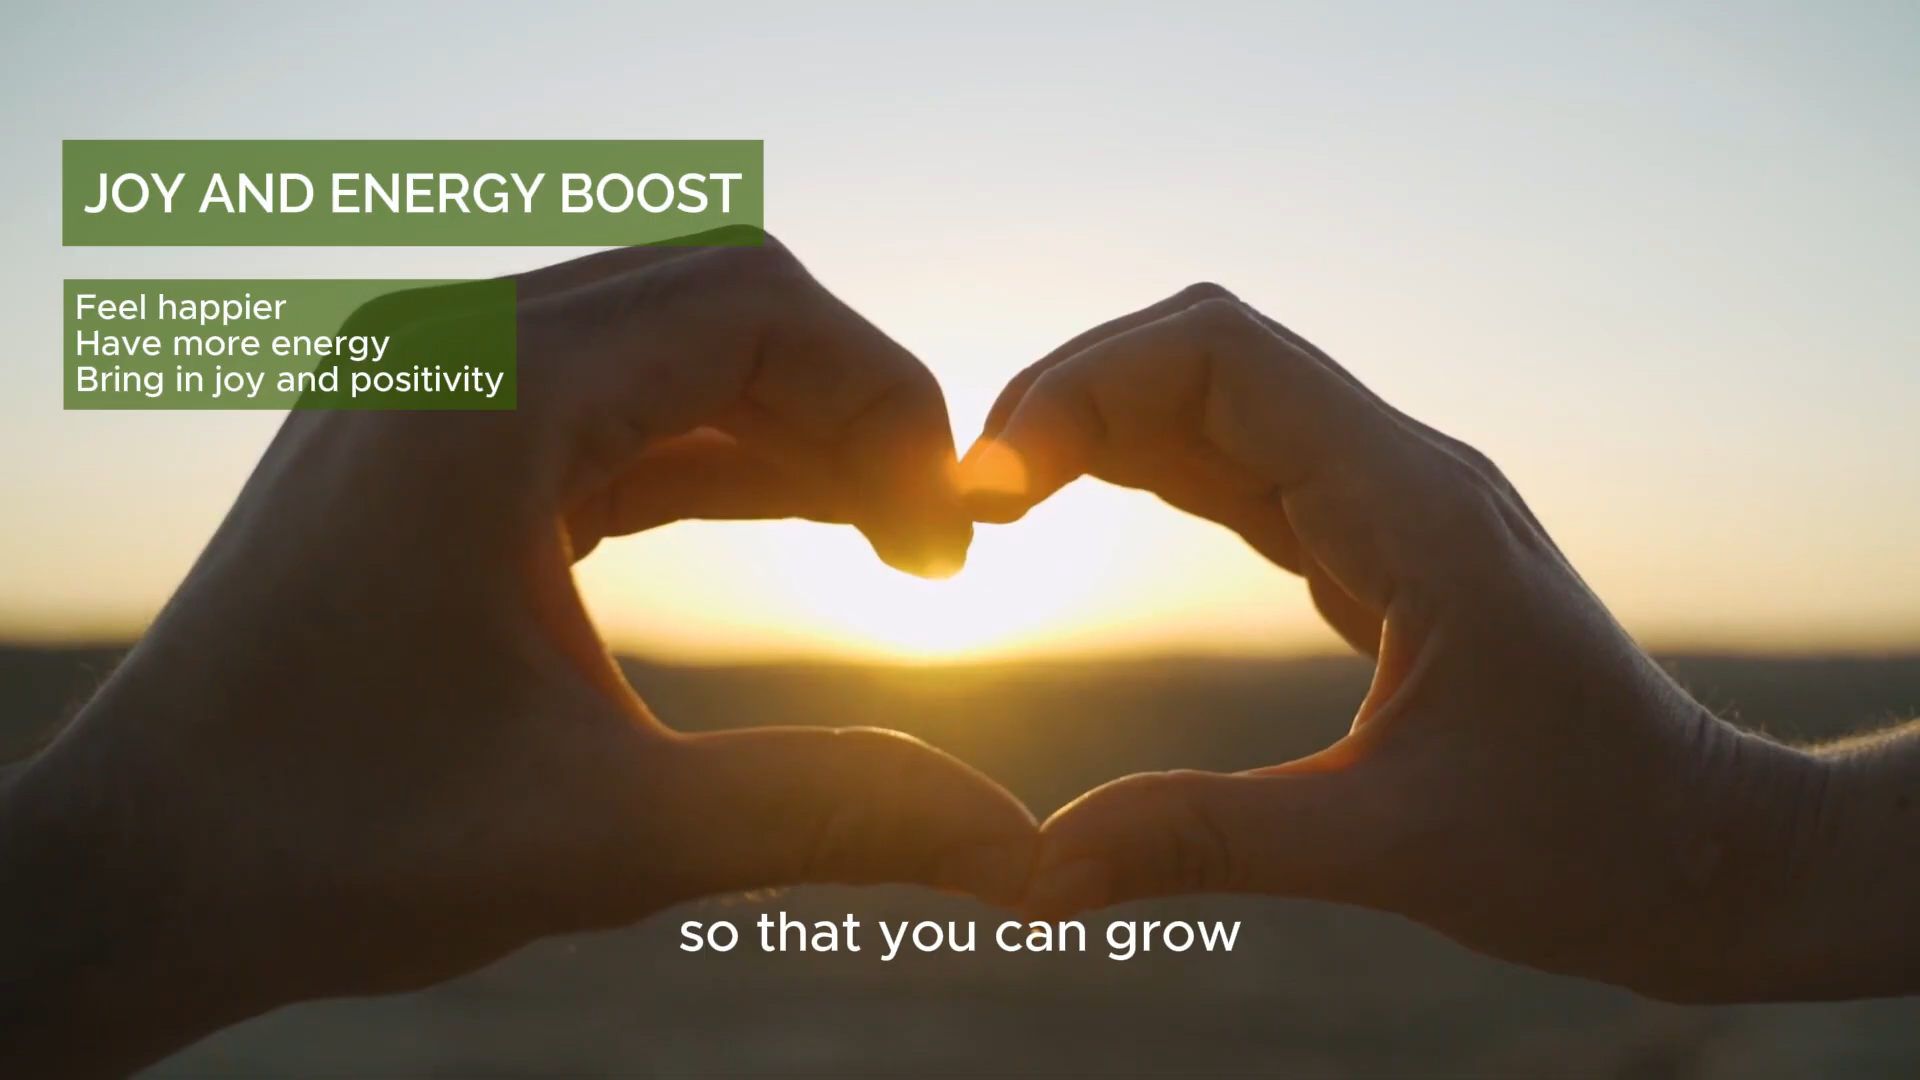 JOY AND ENERGY BOOST
Feel happier
Have more energy
Bring in joy and positivity
so that you can grow